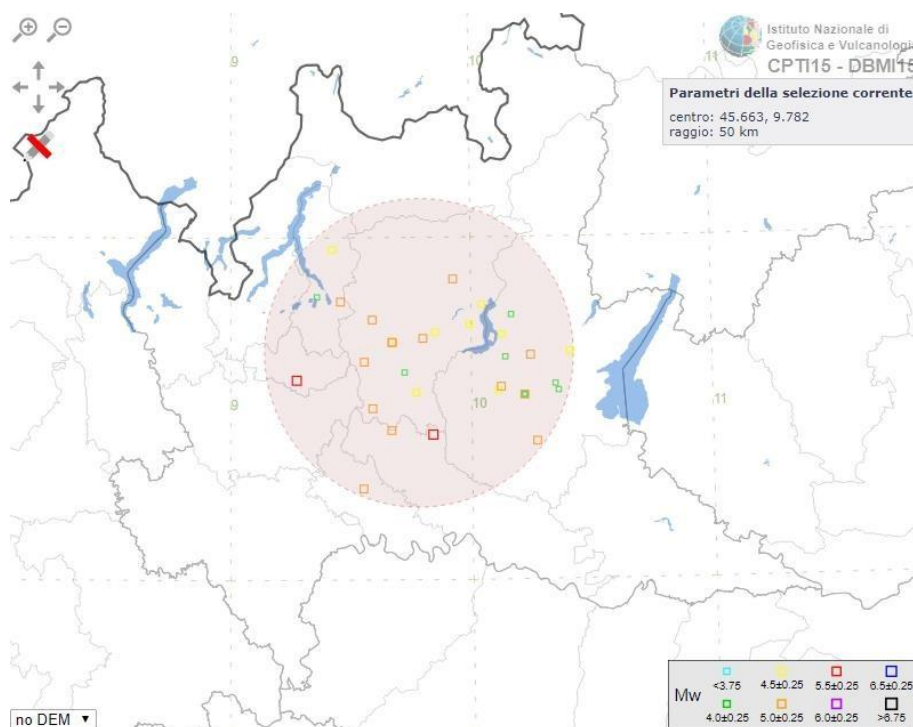 Istituto Nazionale di
Geofisica e Vulcanologia
CPTI15 - DBMI15
Parametri della selezione corrente
centro: 45.663, 9.782
raggio: 50 km
9
10
11
9
10
11
Mw
<3.75
4.5±0.25
5.5±0.25
6.5±0.25
4.0±0.25
5.0±0.25
6.0±0.25
>6.75
no DEM